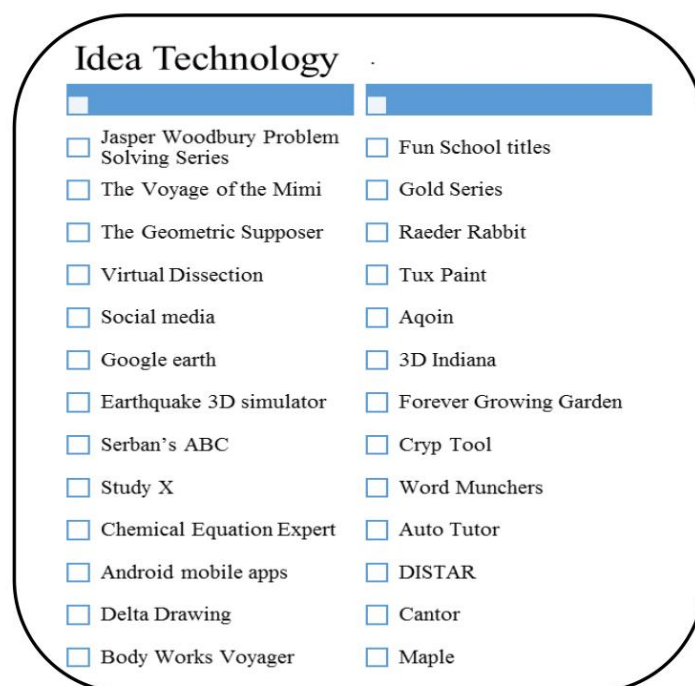 Idea Technology .
Jasper Woodbury Problem
Solving Series
The Voyage of the Mimi
The Geometric Supposer
Virtual Dissection
Social media
Google earth
Earthquake 3D simulator
Serban’s ABC
Study X
Chemical Equation Expert
Android mobile apps
Delta Drawing
Body Works Voyager
Fun School titles
Gold Series
Raeder Rabbit
Tux Paint
Aqoin
3D Indiana
Forever Growing Garden
Cryp Tool
Word Munchers
Auto Tutor
DISTAR
Cantor
Maple